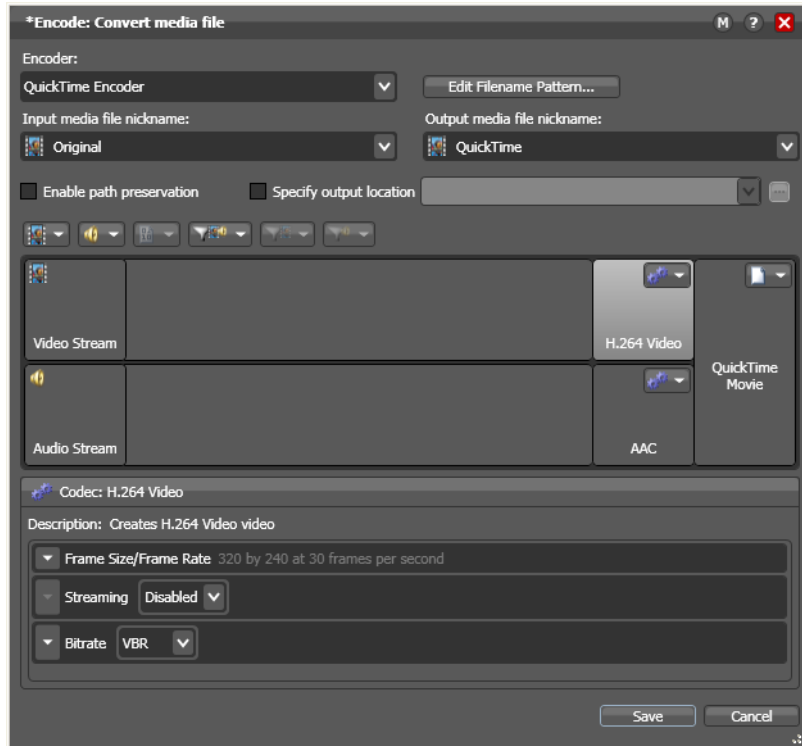 *Encode: Convert media file
M ? X
Encoder:
QuickTime Encoder
Edit Filename Pattern...
Input media file nickname:
Output media file nickname:
Original
QuickTime
Enable path preservation
Specify output location
Video Stream
H.264 Video
QuickTime
Movie
Audio Stream
AAC
Codec: H.264 Video
Description: Creates H.264 Video video
Frame Size/Frame Rate 320 by 240 at 30 frames per second
Streaming Disabled
Bitrate VBR
Save
Cancel